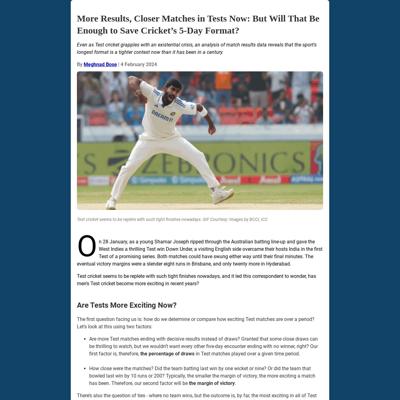 More Results, Closer Matches in Tests Now: But Will That Be
Enough to Save Cricket's 5-Day Format?
Even as Test cricket grapples with an existential crisis, an analysis of match results data reveals that the sport's
longest format is a tighter contest now than it has been in a century.
By Meghnad Bose | 4 February 2024
DREAM11
ZEBRONICS
Test cricket seems to be replete with such tight finishes nowadays. GIF Courtesy: Images by BCCI, ICC
On 28 January, as a young Shamar Joseph ripped through the Australian batting line-up and gave the
West Indies a thrilling Test win Down Under, a visiting English side overcame their hosts India in the first
Test of a promising series. Both matches could have swung either way until their final minutes. The
eventual victory margins were a slender eight runs in Brisbane, and only twenty more in Hyderabad.
Test cricket seems to be replete with such tight finishes nowadays, and it led this correspondent to wonder, has
men's Test cricket become more exciting in recent years?
Are Tests More Exciting Now?
The first question facing us is: how do we determine or compare how exciting Test matches are over a period?
Let's look at this using two factors:
• Are more Test matches ending with decisive results instead of draws? Granted that some close draws can
be thrilling to watch, but we wouldn't want every other five-day encounter ending with no winner, right? Our
first factor is, therefore, the percentage of draws in Test matches played over a given time period.
• How close were the matches? Did the team batting last win by one wicket or nine? Or did the team that
bowled last win by 10 runs or 200? Typically, the smaller the margin of victory, the more exciting a match
has been. Therefore, our second factor will be the margin of victory.
There's also the question of ties - where no team wins, but the outcome is, by far, the most exciting in all of Test